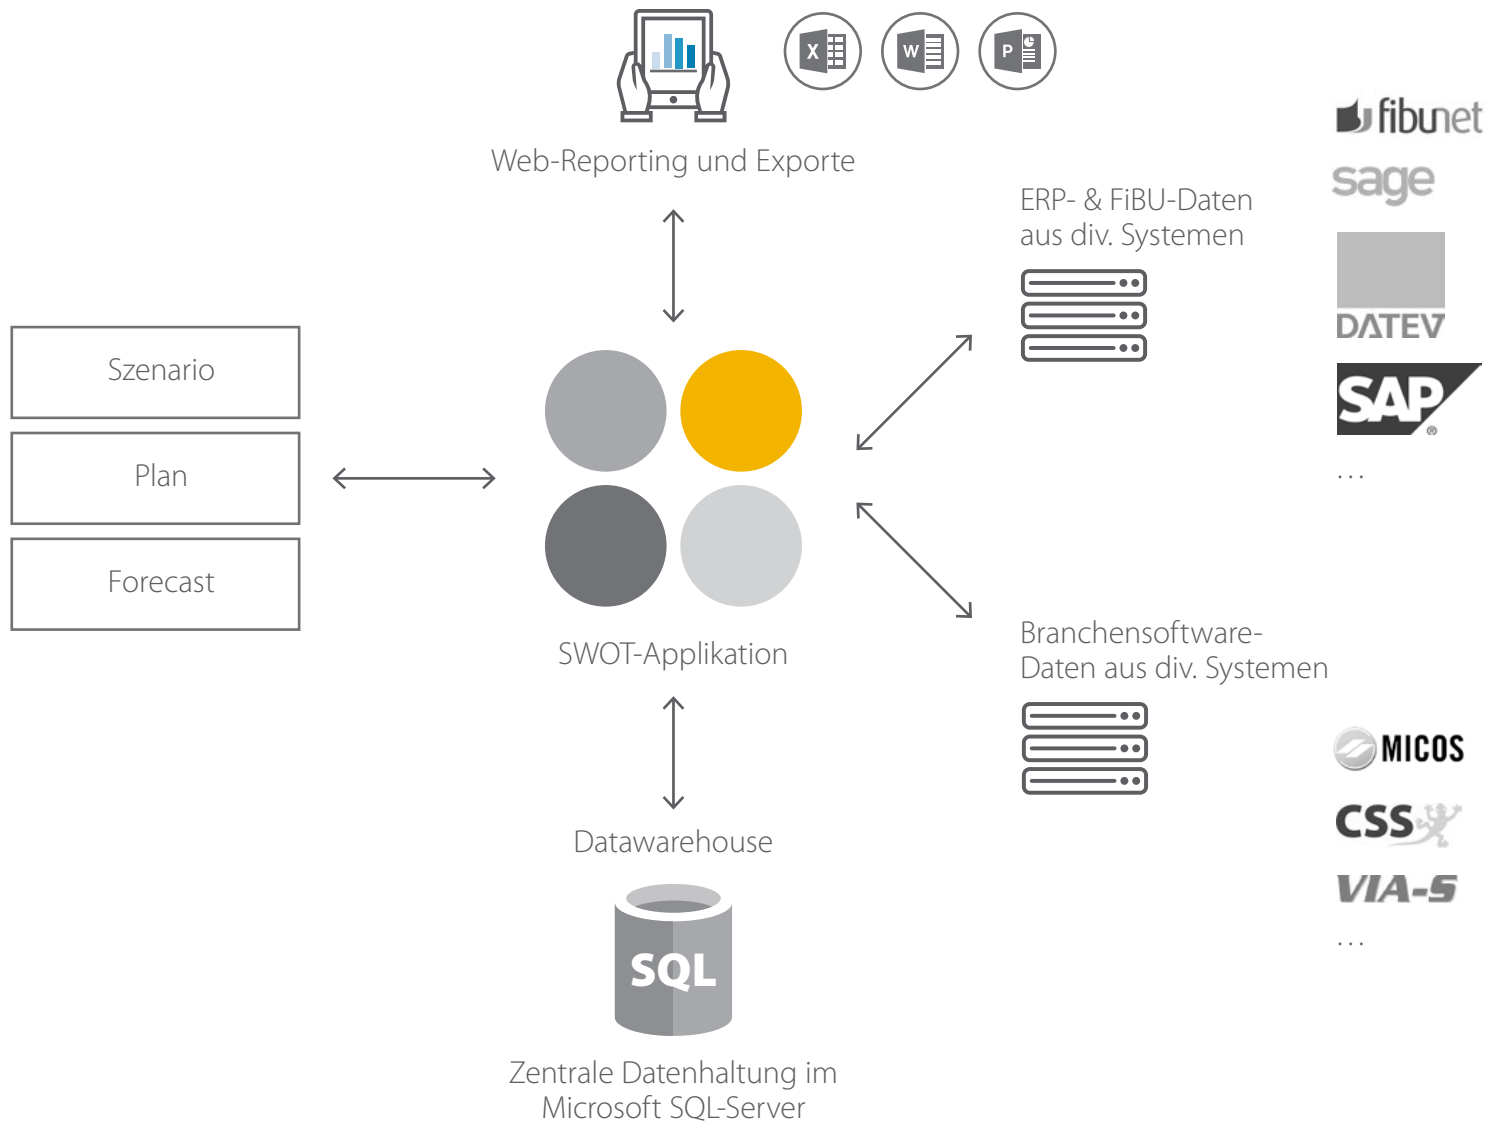 X
W
P
Web-Reporting und Exporte
fibunet
sage
ERP- & FiBU-Daten
aus div. Systemen
DATEV
SAP
®
...
Szenario
Plan
Forecast
SWOT-Applikation
Branchensoftware-
Daten aus div. Systemen
MICOS
CSS
VIA-S
...
Datawarehouse
SQL
Zentrale Datenhaltung im
Microsoft SQL-Server